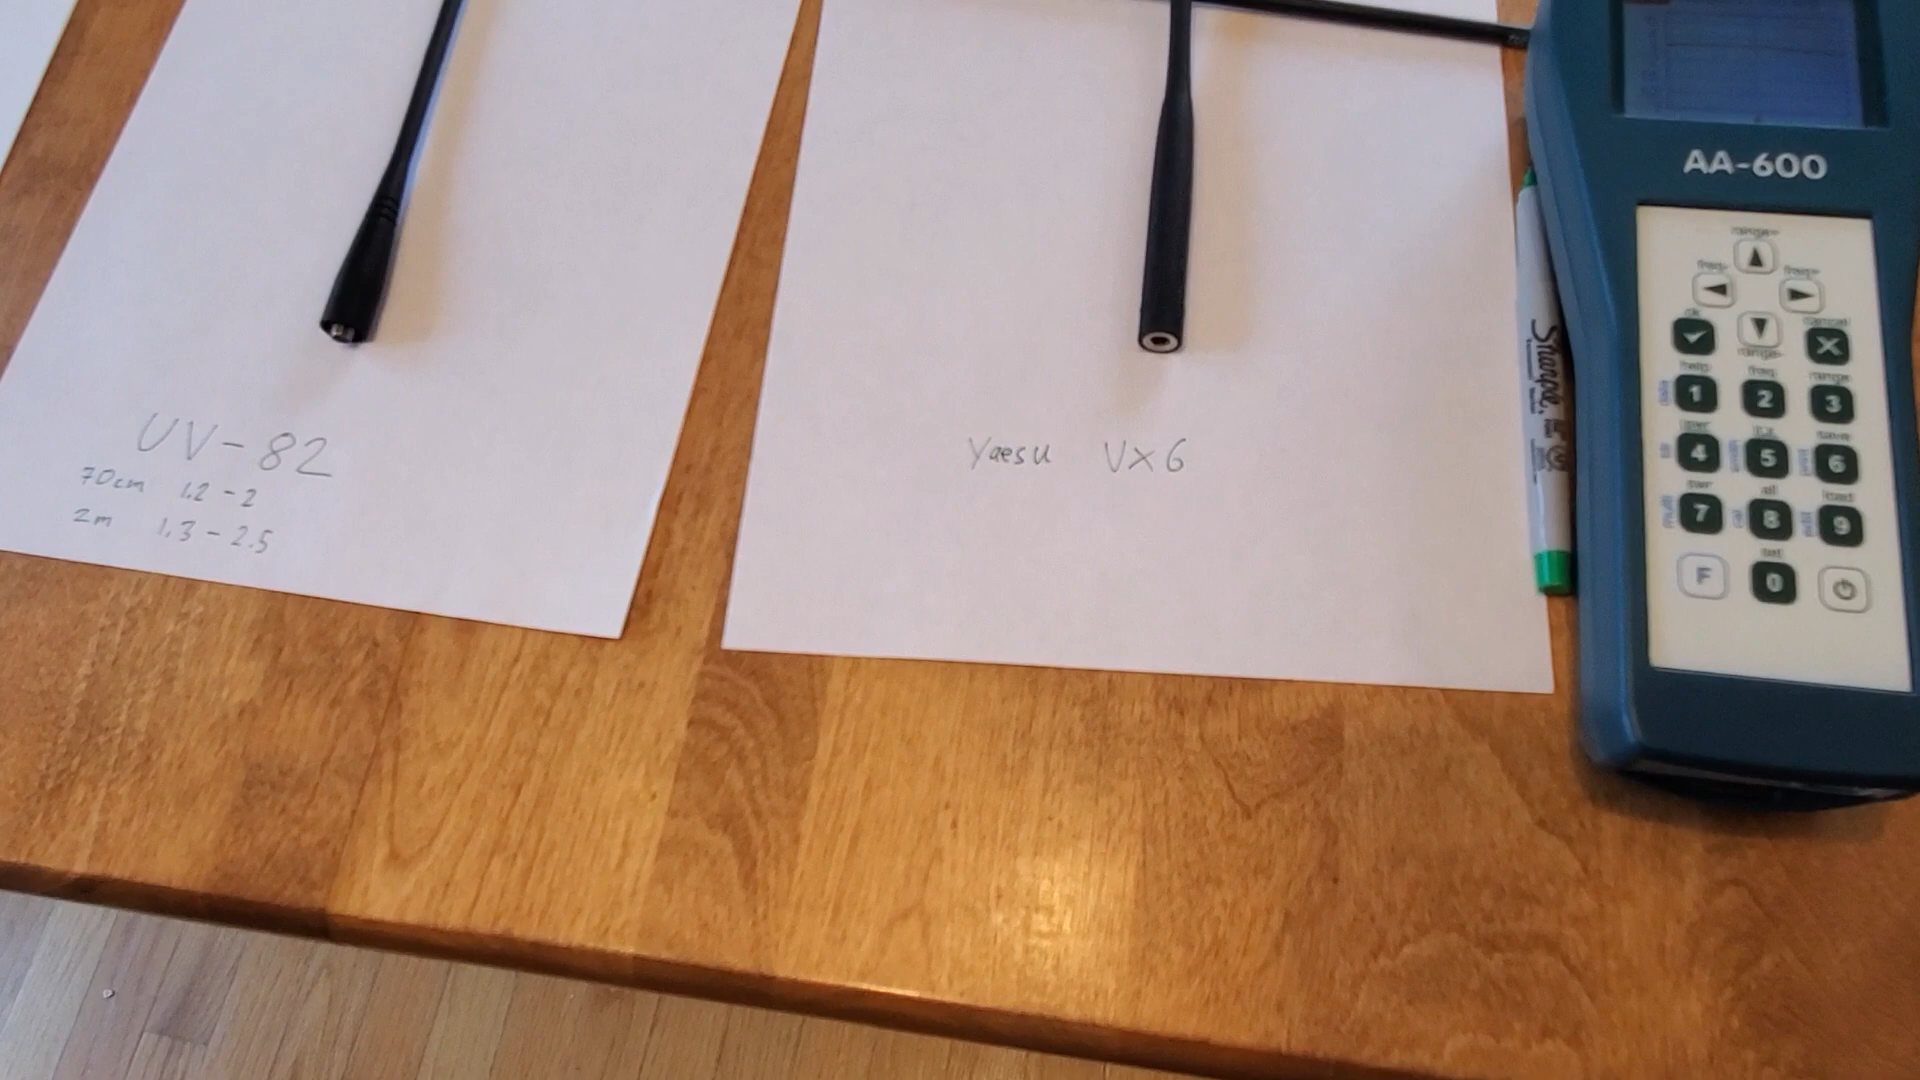 UV-82
70cm 1.2-2
2m 1.3-2.5
Yaesu VX6
Sharpie
AA-600
range+
freq- freq+
ok cancel
range-
help freq range
1 2 3
save
4 5 6
swr all load
7 8 9
set
F 0